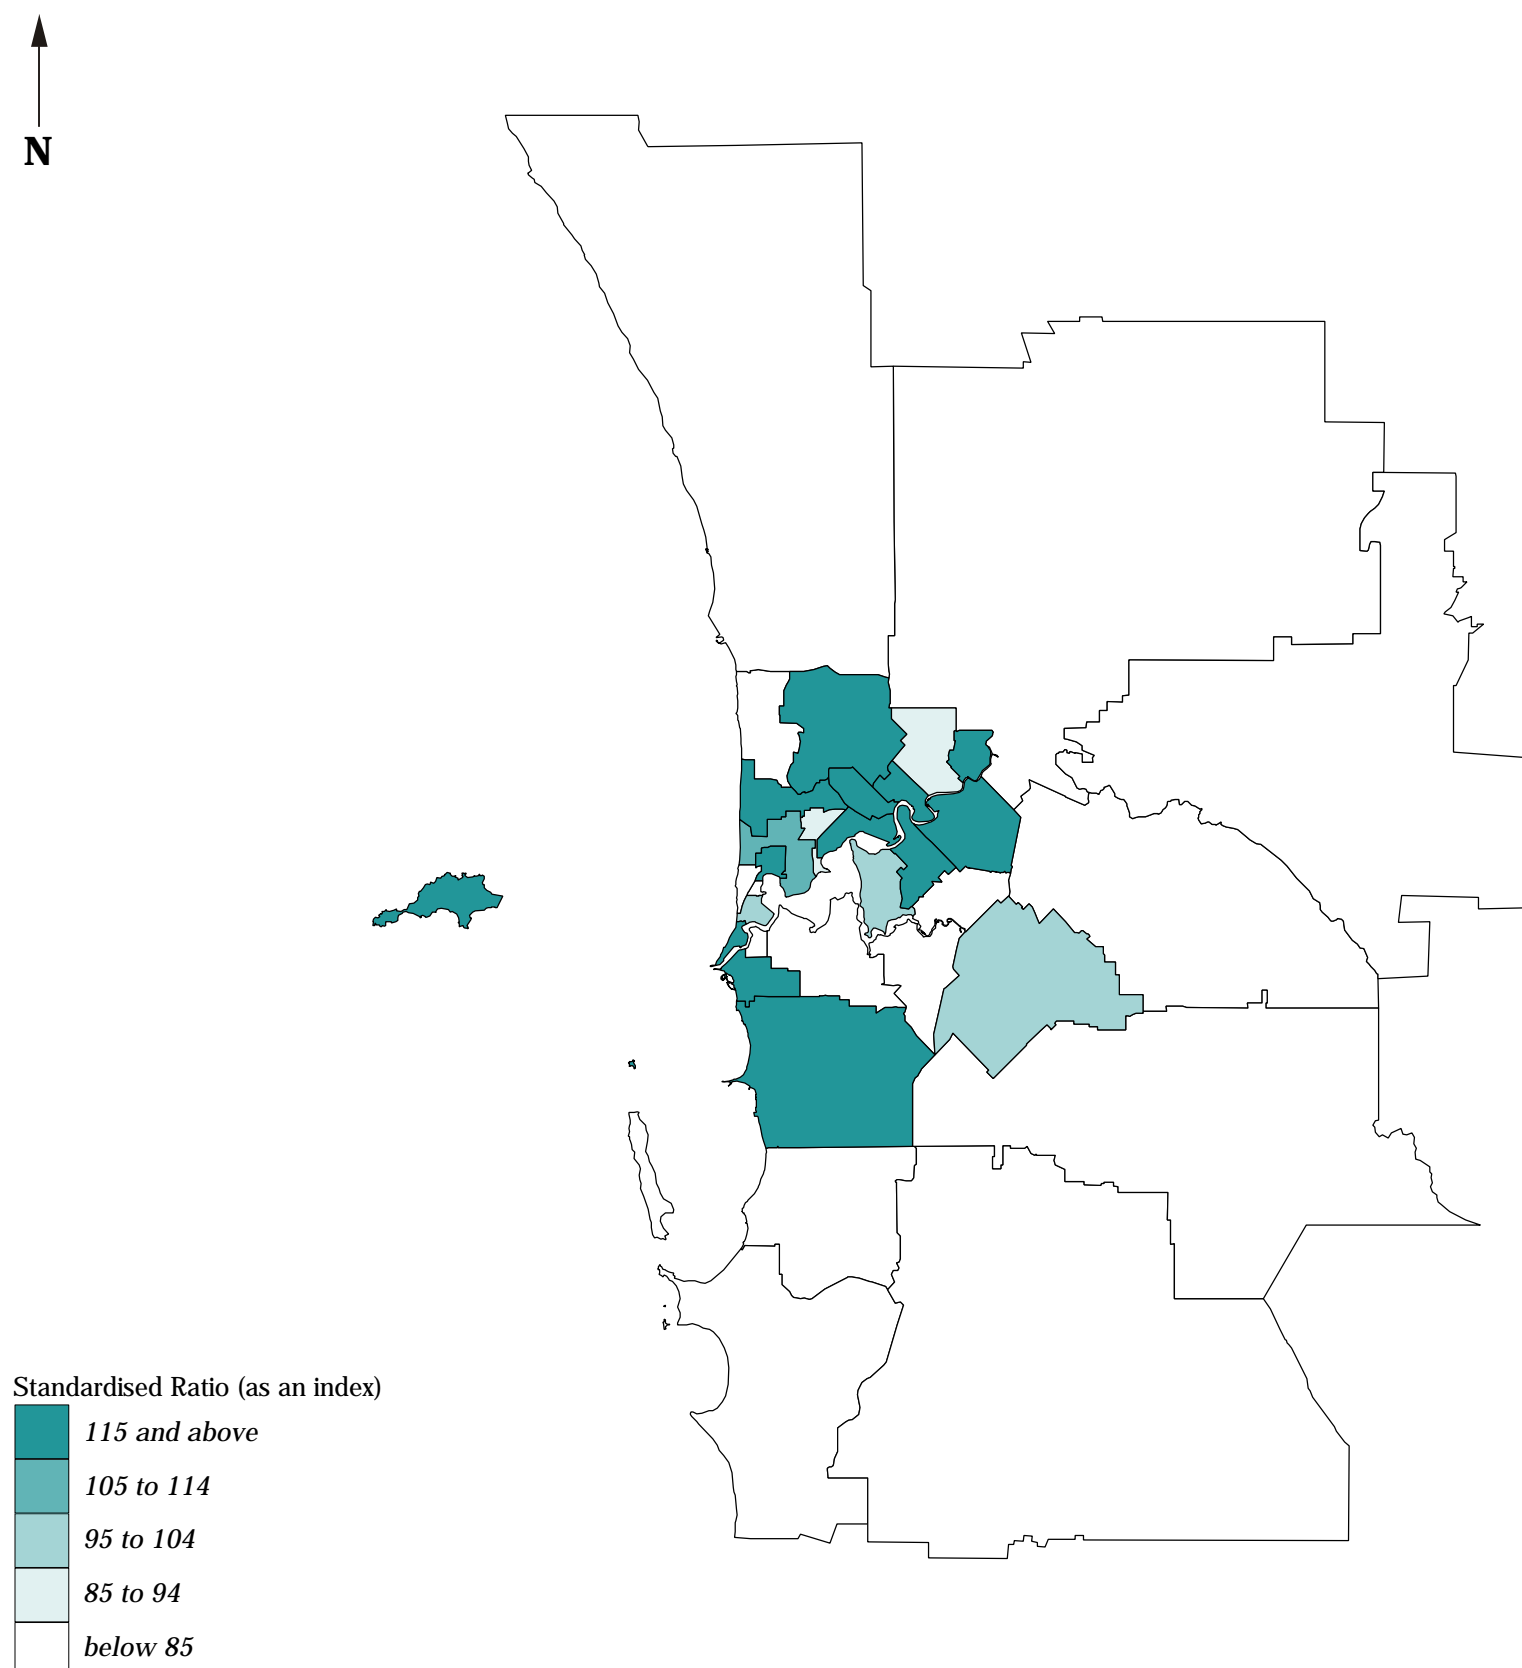 N
Standardised Ratio (as an index)
115 and above
105 to 114
95 to 104
85 to 94
below 85